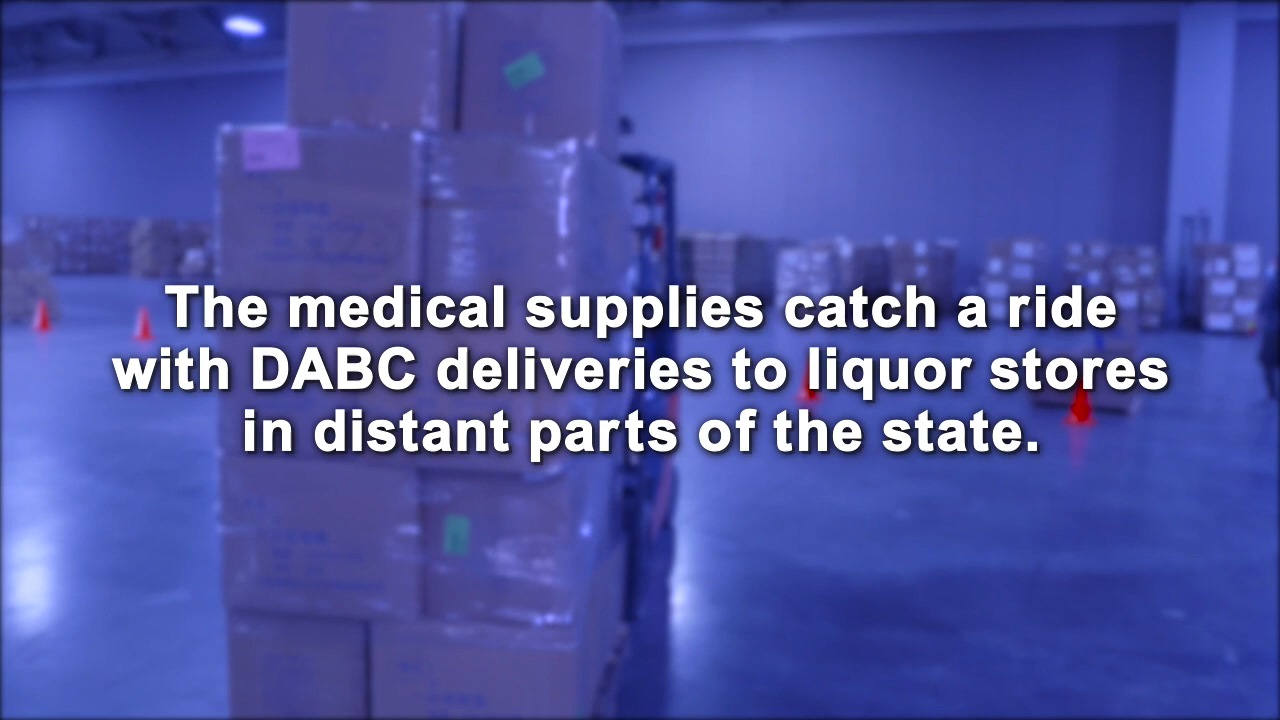 The medical supplies catch a ride
with DABC deliveries to liquor stores
in distant parts of the state.